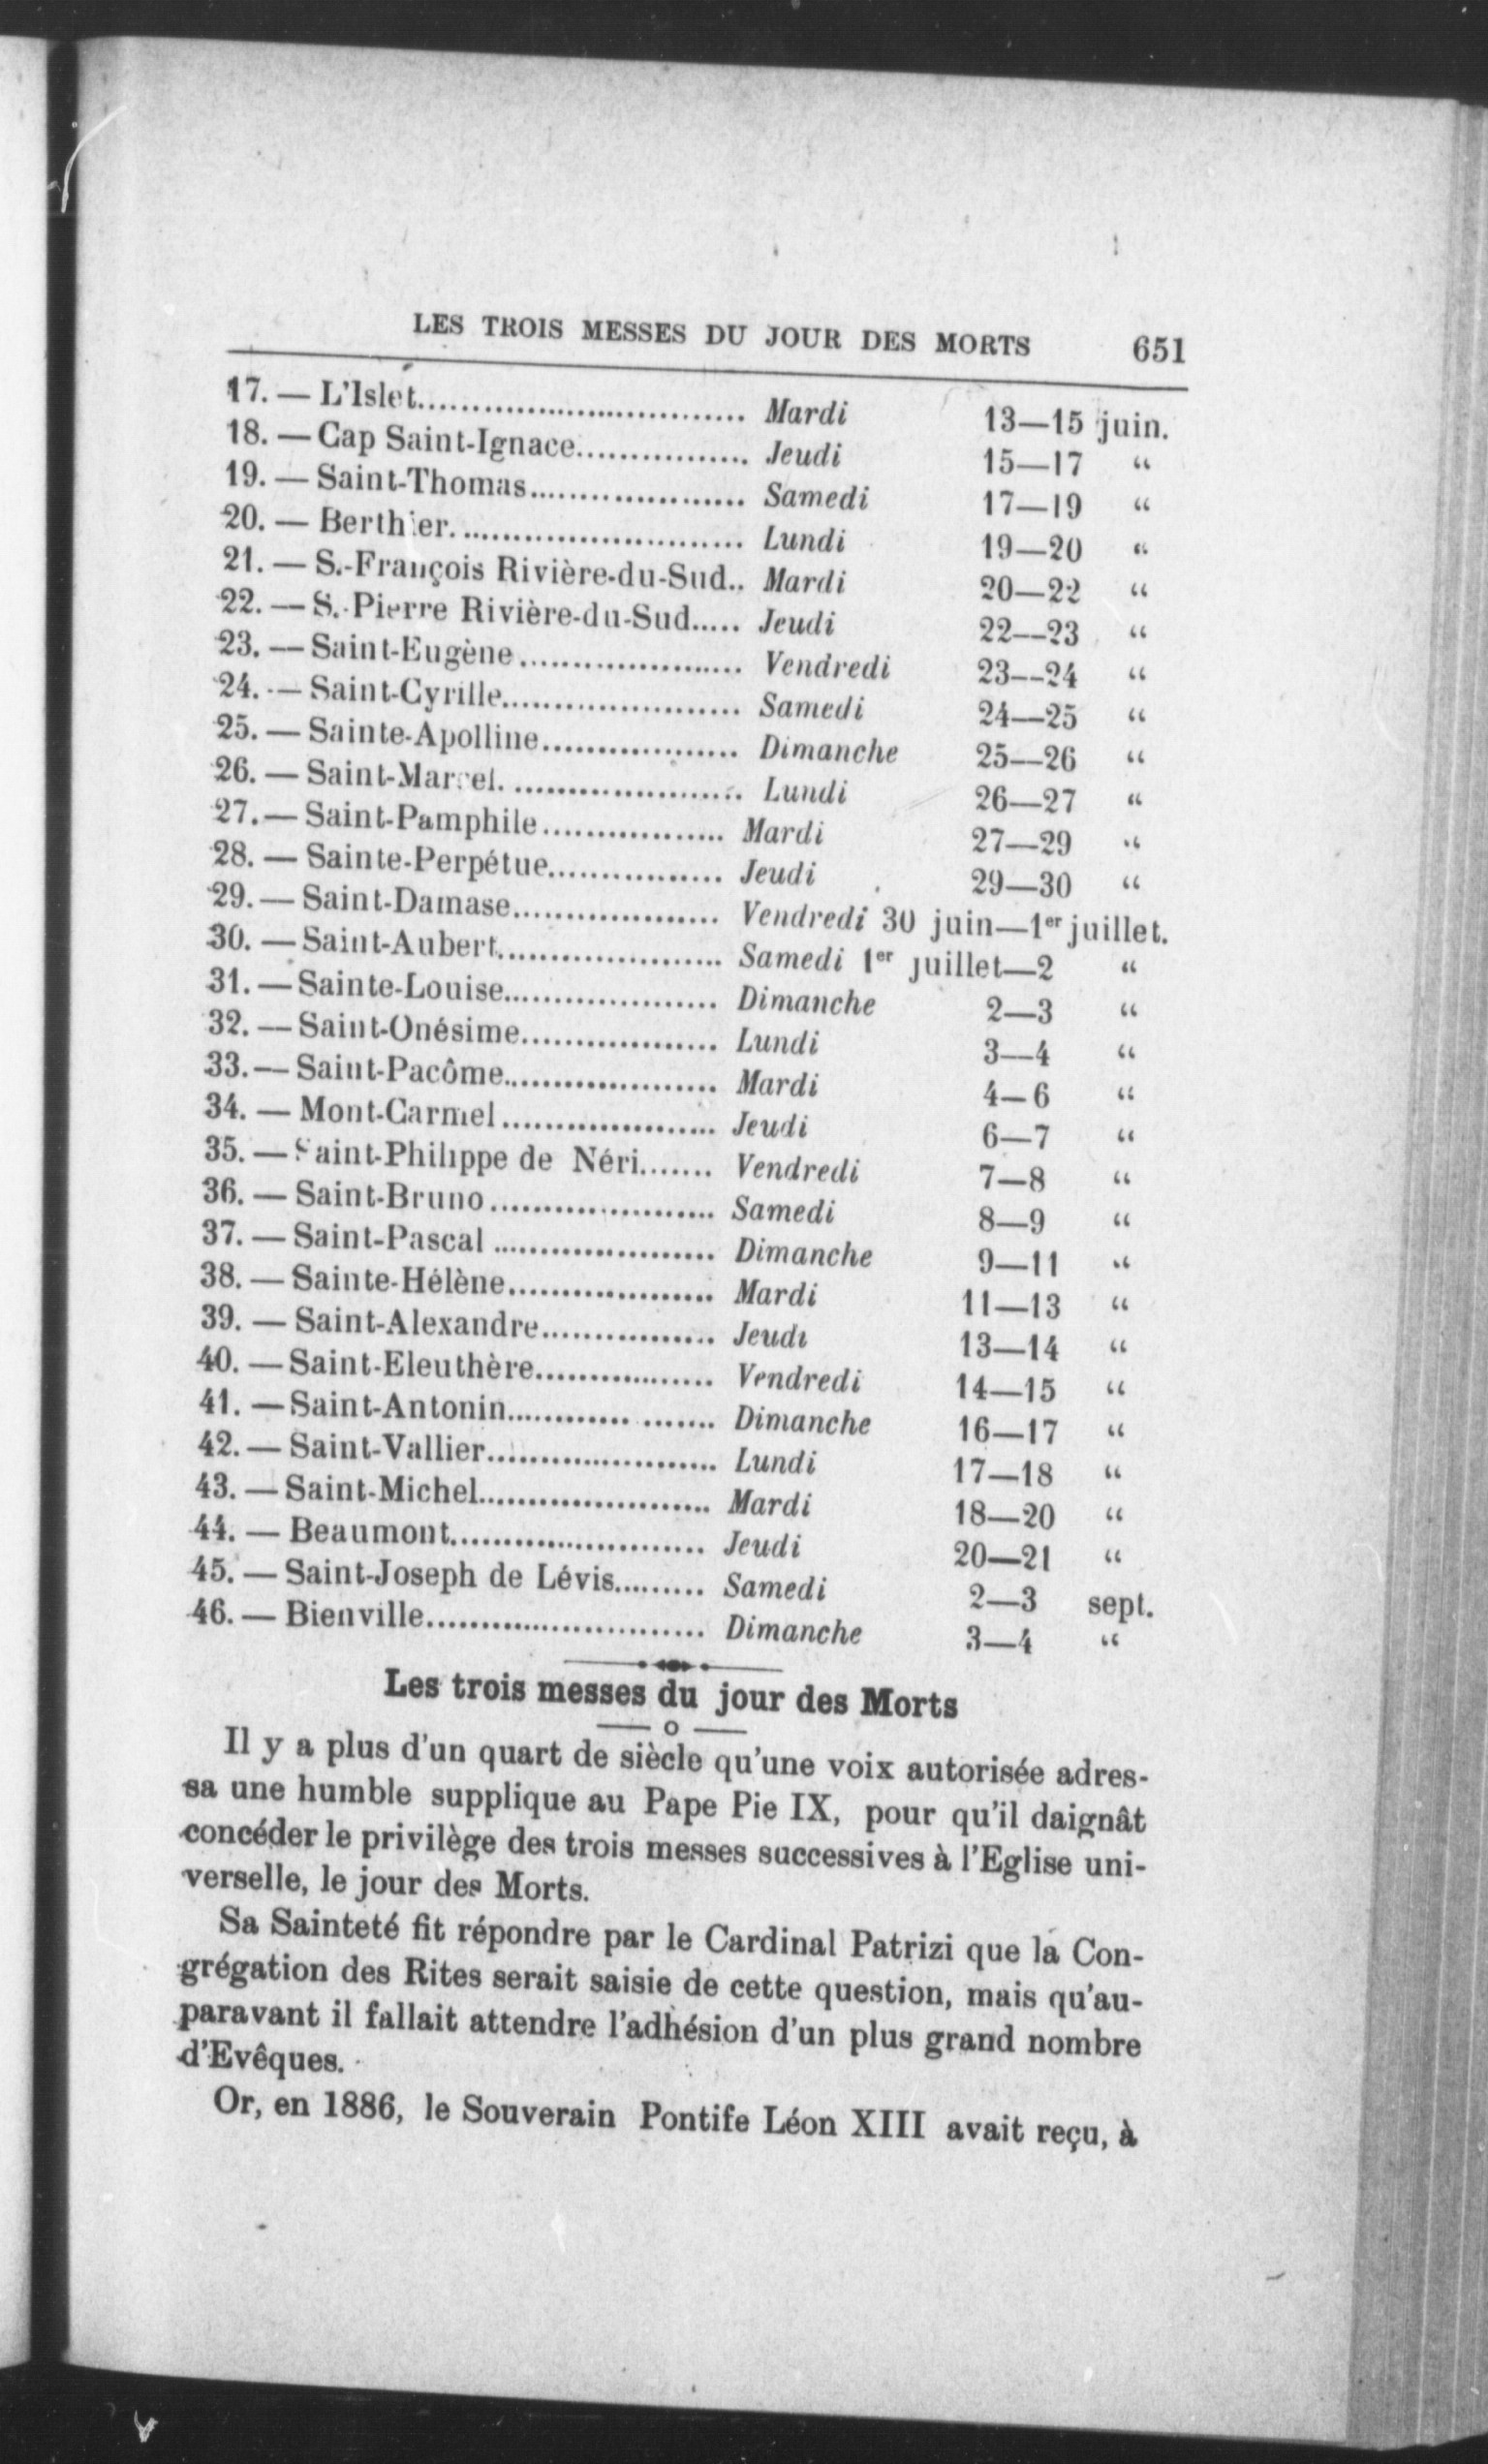 LES TROIS MESSES DU JOUR DES MORTS 651
17. — L'Islet.................................. Mardi 13—15 juin.
18. — Cap Saint-Ignace................. Jeudi 15—17 “
19. — Saint-Thomas..................... Samedi 17—19 “
20. — Berthier............................. Lundi 19—20 “
21. — S.-François Rivière-du-Sud.. Mardi 20—22 “
22. — S.-Pierre Rivière-du-Sud..... Jeudi 22—23 “
23. — Saint-Eugène...................... Vendredi 23—24 “
24. — Saint-Cyrille....................... Samedi 24—25 “
25. — Sainte-Apolline................... Dimanche 25—26 “
26. — Saint-Marcel. ...................... Lundi 26—27 “
27. — Saint-Pamphile.................. Mardi 27—29 “
28. — Sainte-Perpétue................. Jeudi 29—30 “
29. — Saint-Damase.................... Vendredi 30 juin—1er juillet.
30. — Saint-Aubert...................... Samedi 1er juillet—2 “
31. — Sainte-Louise..................... Dimanche 2—3 “
32. — Saint-Onésime................... Lundi 3—4 “
33. — Saint-Pacôme..................... Mardi 4—6 “
34. — Mont-Carmel ..................... Jeudi 6—7 “
35. — Saint-Philippe de Néri....... Vendredi 7—8 “
36. — Saint-Bruno ...................... Samedi 8—9 “
37. — Saint-Pascal ...................... Dimanche 9—11 “
38. — Sainte-Hélène.................... Mardi 11—13 “
39. — Saint-Alexandre................. Jeudi 13—14 “
40. — Saint-Eleuthère.................. Vendredi 14—15 “
41. — Saint-Antonin............ ....... Dimanche 16—17 “
42. — Saint-Vallier....................... Lundi 17—18 “
43. — Saint-Michel....................... Mardi 18—20 “
44. — Beaumont......................... Jeudi 20—21 “
45. — Saint-Joseph de Lévis......... Samedi 2—3 sept.
46. — Bienville........................... Dimanche 3—4 “
Les trois messes du jour des Morts
— o —
Il y a plus d'un quart de siècle qu'une voix autorisée adres-
sa une humble supplique au Pape Pie IX, pour qu'il daignât
concéder le privilège des trois messes successives à l'Eglise uni-
verselle, le jour des Morts.
Sa Sainteté fit répondre par le Cardinal Patrizi que la Con-
grégation des Rites serait saisie de cette question, mais qu'au-
paravant il fallait attendre l'adhésion d'un plus grand nombre
d'Evêques.
Or, en 1886, le Souverain Pontife Léon XIII avait reçu, à